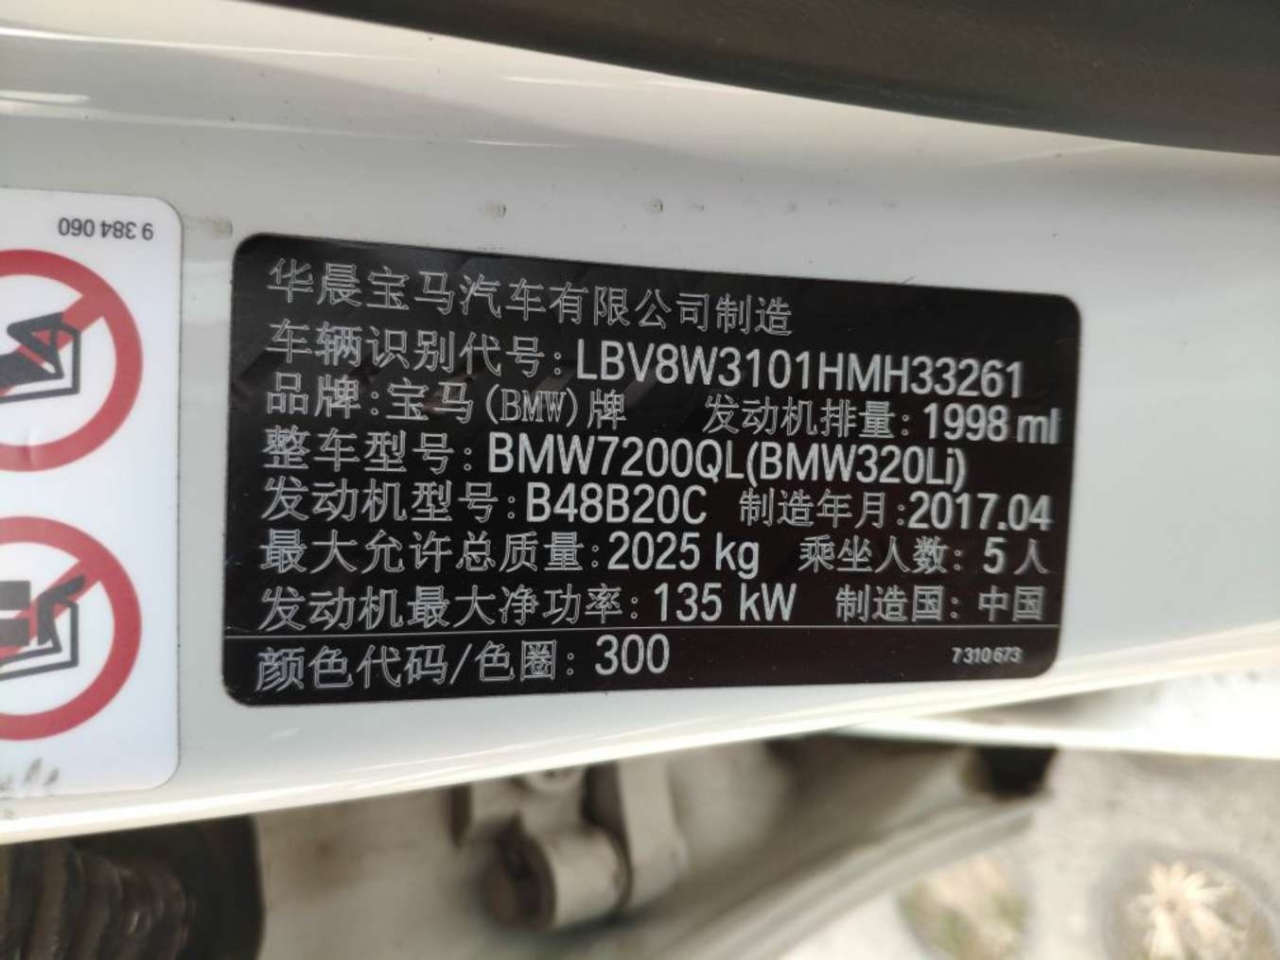 9 384 060
华晨宝马汽车有限公司制造
车辆识别代号: LBV8W3101HMH33261
品牌: 宝马(BMW)牌 发动机排量: 1998 ml
整车型号: BMW7200QL(BMW320Li)
发动机型号: B48B20C 制造年月: 2017.04
最大允许总质量: 2025 kg 乘坐人数: 5人
发动机最大净功率: 135 kW 制造国: 中国
颜色代码/色圈: 300 7 310 673